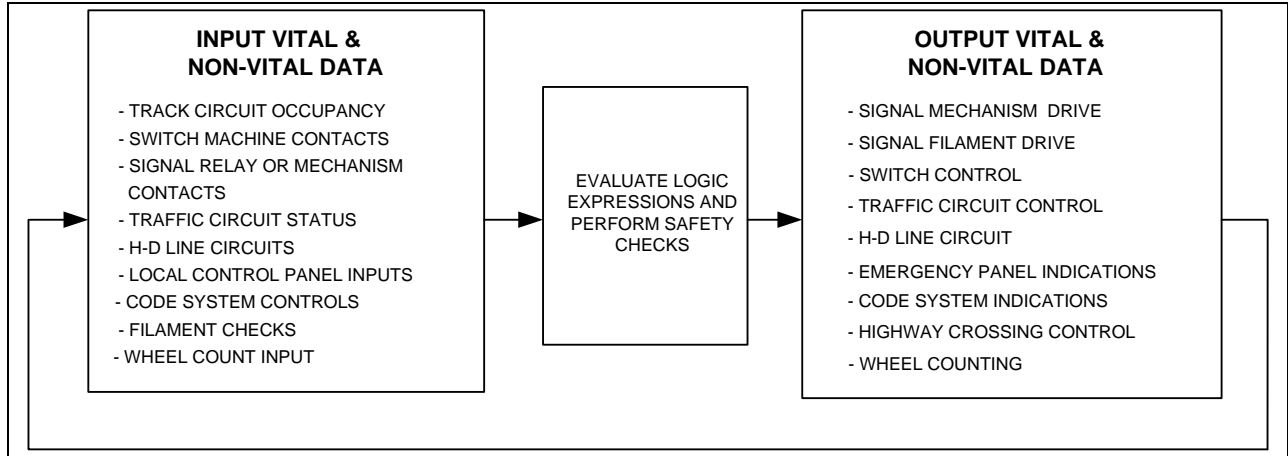 INPUT VITAL &
NON-VITAL DATA
- TRACK CIRCUIT OCCUPANCY
- SWITCH MACHINE CONTACTS
- SIGNAL RELAY OR MECHANISM
CONTACTS
- TRAFFIC CIRCUIT STATUS
- H-D LINE CIRCUITS
- LOCAL CONTROL PANEL INPUTS
- CODE SYSTEM CONTROLS
- FILAMENT CHECKS
- WHEEL COUNT INPUT
EVALUATE LOGIC
EXPRESSIONS AND
PERFORM SAFETY
CHECKS
OUTPUT VITAL &
NON-VITAL DATA
- SIGNAL MECHANISM DRIVE
- SIGNAL FILAMENT DRIVE
- SWITCH CONTROL
- TRAFFIC CIRCUIT CONTROL
- H-D LINE CIRCUIT
- EMERGENCY PANEL INDICATIONS
- CODE SYSTEM INDICATIONS
- HIGHWAY CROSSING CONTROL
- WHEEL COUNTING